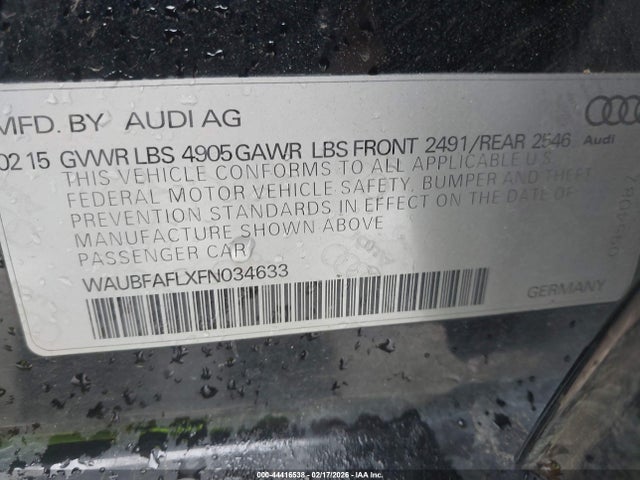 MFD. BY AUDI AG
02 15 GVWR LBS 4905 GAWR LBS FRONT 2491/REAR 2546
Audi
THIS VEHICLE CONFORMS TO ALL APPLICABLE U.S.
FEDERAL MOTOR VEHICLE SAFETY, BUMPER AND THEFT
PREVENTION STANDARDS IN EFFECT ON THE DATE OF
MANUFACTURE SHOWN ABOVE
PASSENGER CAR
WAUBFAFLXFN034633
GERMANY
000-44416538 - 02/17/2026 - IAA Inc.